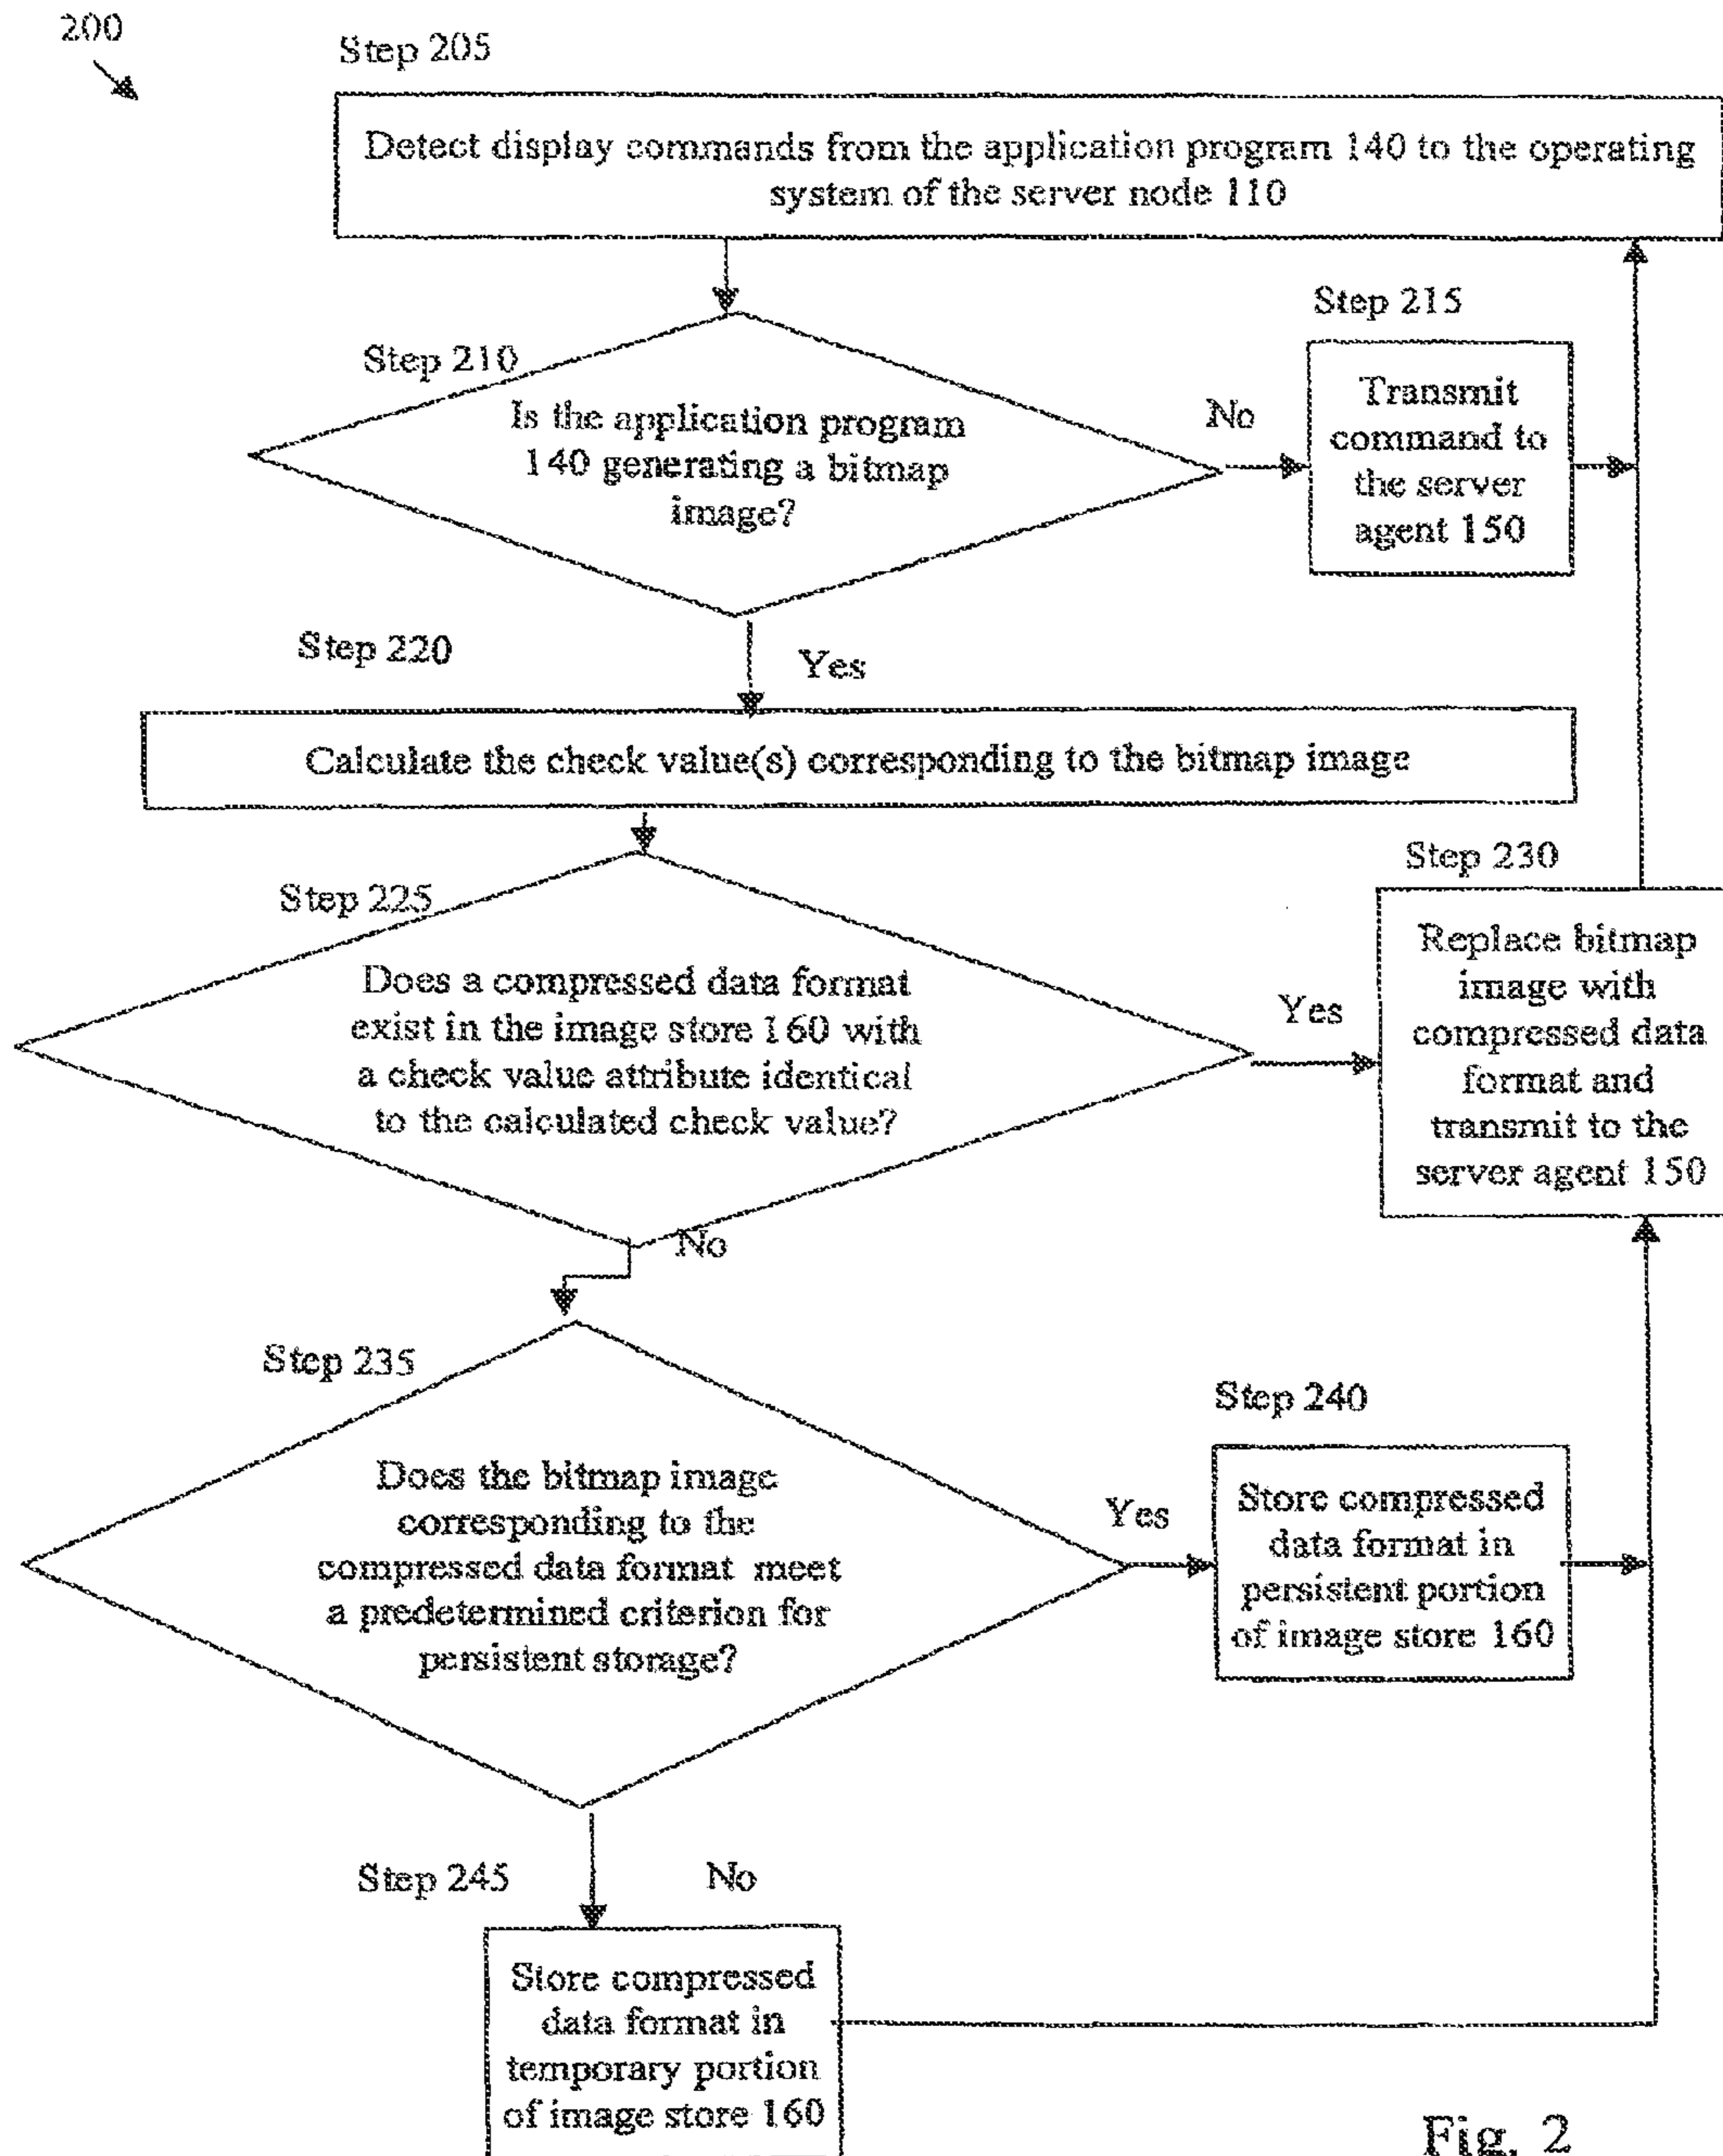 200
Step 205
Detect display commands from the application program 140 to the operating
system of the server node 110
Step 210
Is the application program
140 generating a bitmap
image?
No
Step 215
Transmit
command to
the server
agent 150
Step 220
Yes
Calculate the check value(s) corresponding to the bitmap image
Step 225
Does a compressed data format
exist in the image store 160 with
a check value attribute identical
to the calculated check value?
Yes
Step 230
Replace bitmap
image with
compressed data
format and
transmit to the
server agent 150
No
Step 235
Does the bitmap image
corresponding to the
compressed data format meet
a predetermined criterion for
persistent storage?
Yes
Step 240
Store compressed
data format in
persistent portion
of image store 160
Step 245
No
Store compressed
data format in
temporary portion
of image store 160
Fig. 2